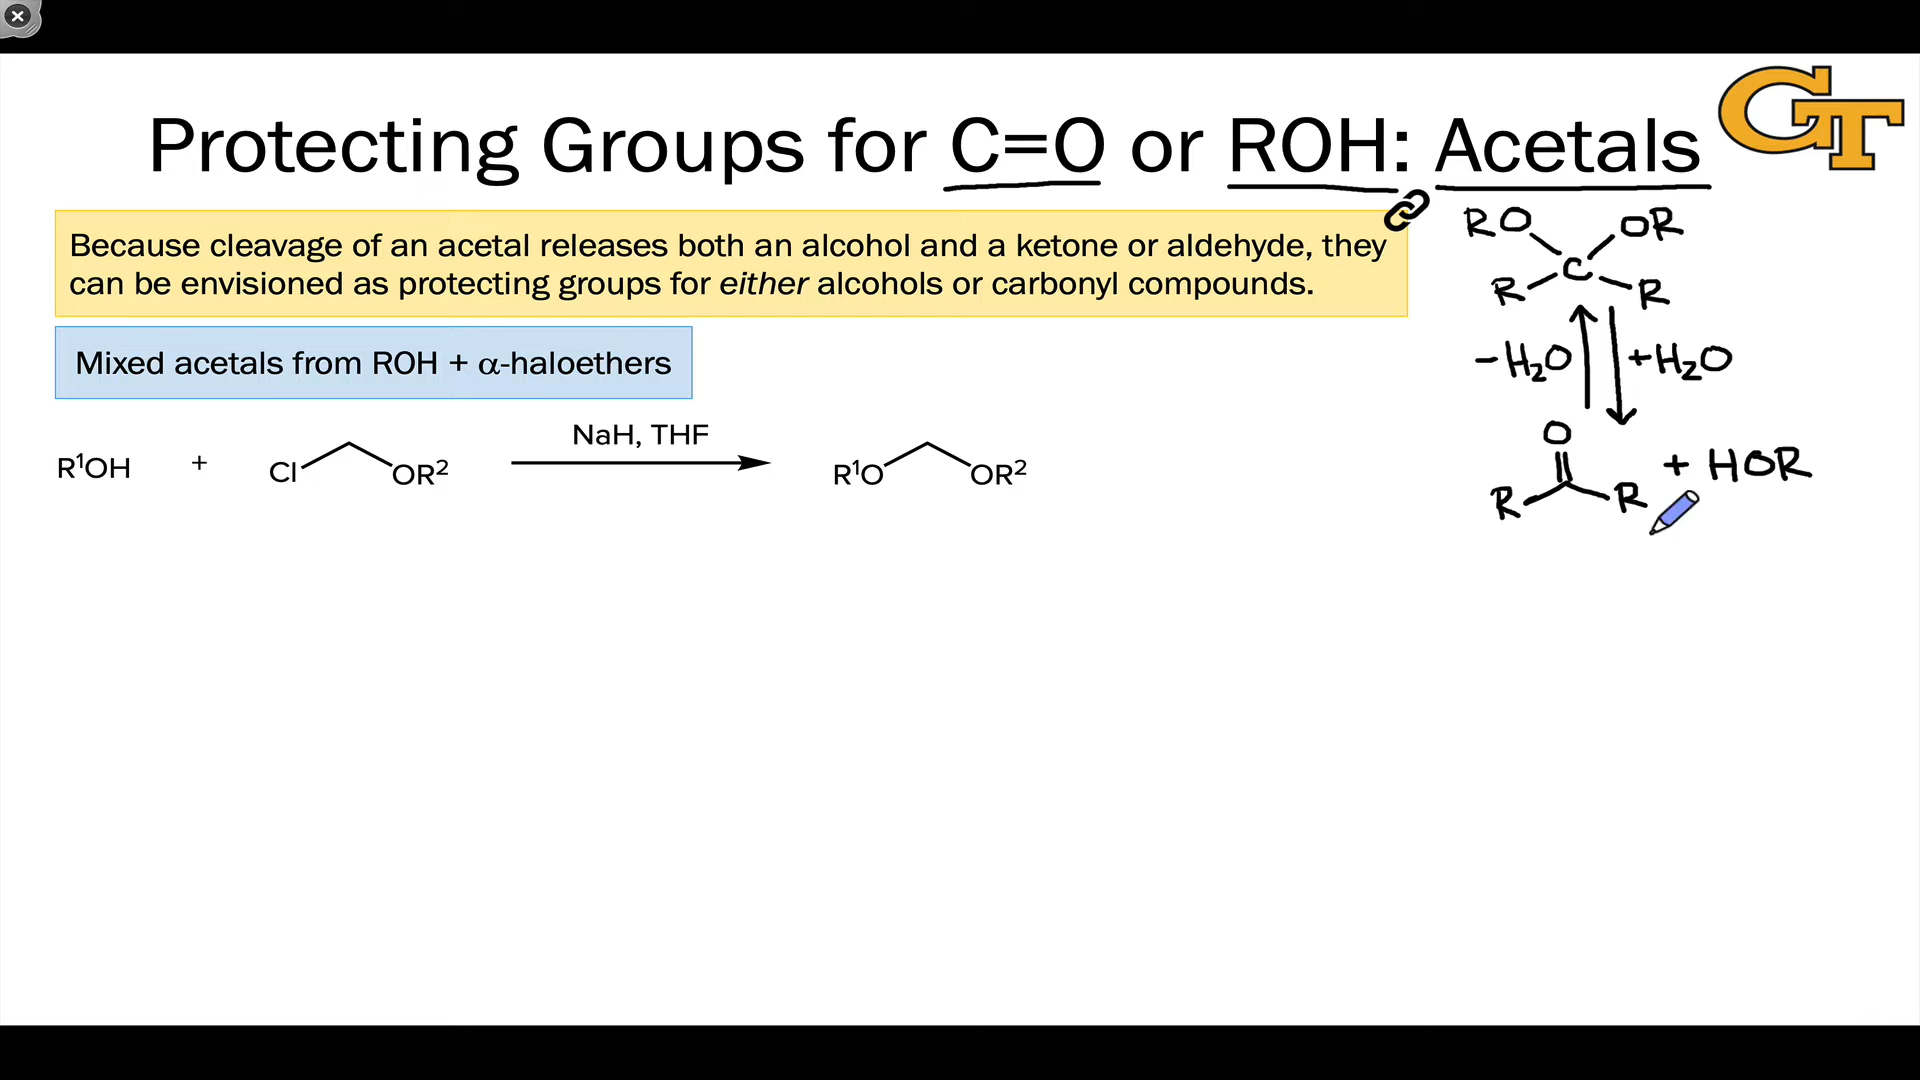 Protecting Groups for C=O or ROH: Acetals
GT
Because cleavage of an acetal releases both an alcohol and a ketone or aldehyde, they
can be envisioned as protecting groups for either alcohols or carbonyl compounds.
Mixed acetals from ROH + α-haloethers
R¹OH + Cl OR² NaH, THF R¹O OR²
RO OR
C
R R
-H₂O +H₂O
O
R R + HOR